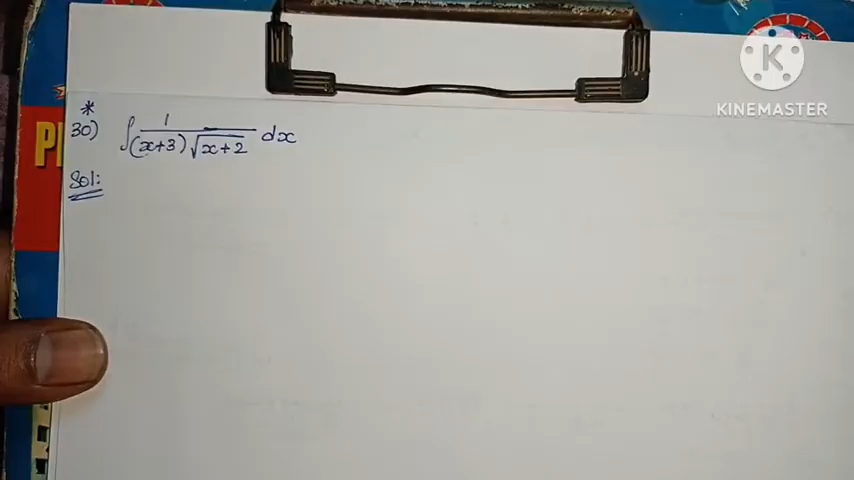 *
30) ∫ 1/((x+3)√(x+2)) dx
Sol:
K
KINEMASTER